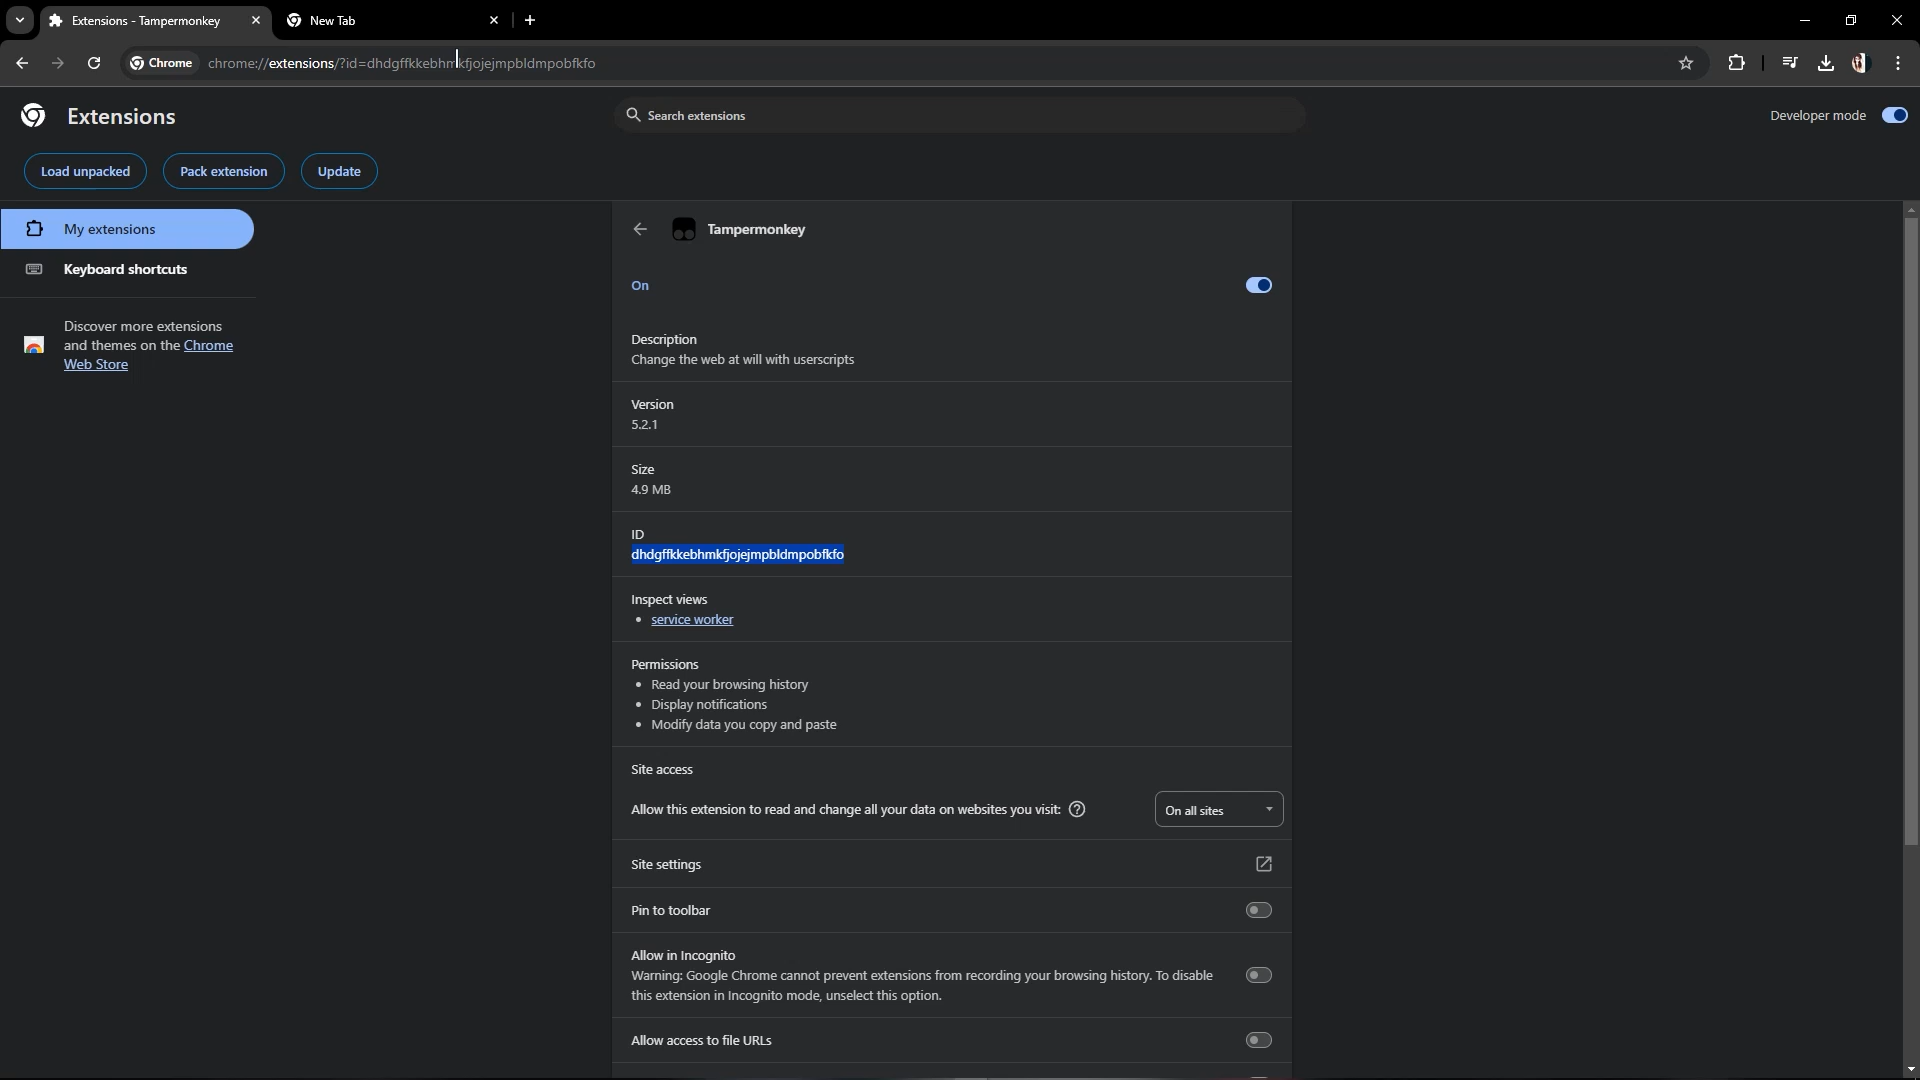 Extensions - Tampermonkey
New Tab
Chrome
chrome://extensions/?id=dhdgffkkebhmkfjojejmpbldmpobfkfo
Extensions
Search extensions
Developer mode
Load unpacked
Pack extension
Update
My extensions
Keyboard shortcuts
Discover more extensions
and themes on the Chrome
Web Store
Tampermonkey
On
Description
Change the web at will with userscripts
Version
5.2.1
Size
4.9 MB
ID
dhdgffkkebhmkfjojejmpbldmpobfkfo
Inspect views
service worker
Permissions
Read your browsing history
Display notifications
Modify data you copy and paste
Site access
Allow this extension to read and change all your data on websites you visit:
On all sites
Site settings
Pin to toolbar
Allow in Incognito
Warning: Google Chrome cannot prevent extensions from recording your browsing history. To disable
this extension in Incognito mode, unselect this option.
Allow access to file URLs